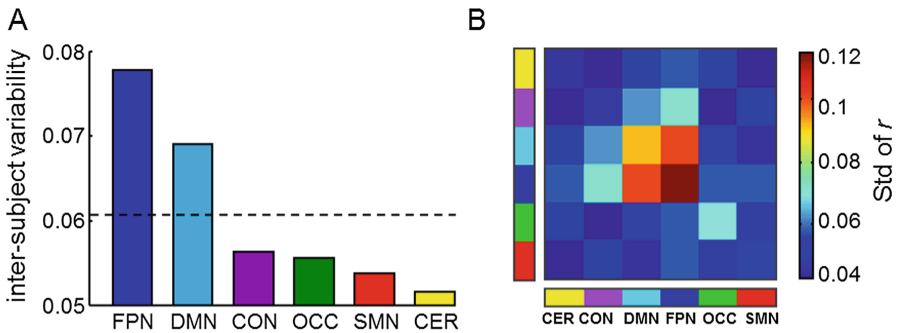 A
B
inter-subject variability
0.08
0.07
0.06
0.05
FPN DMN CON OCC SMN CER
CER CON DMN FPN OCC SMN
0.12
0.1
0.08
0.06
0.04
Std of r